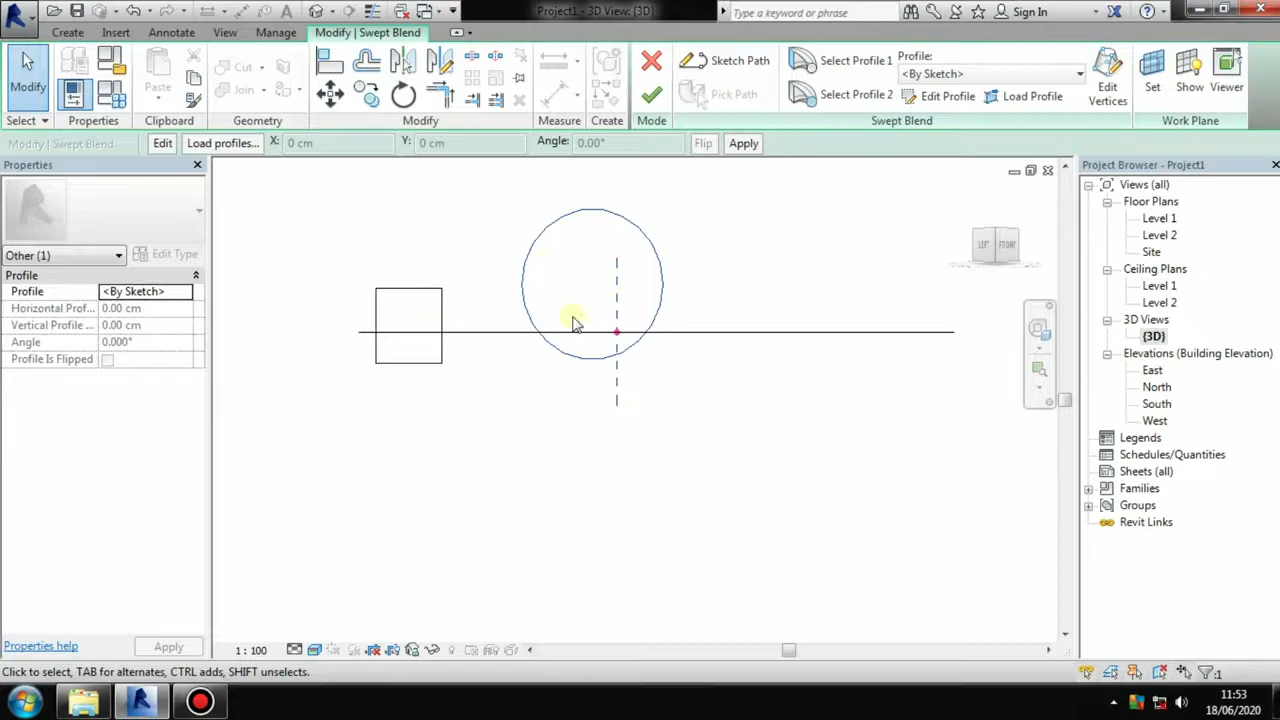 Project1 - 3D View: {3D}
Type a keyword or phrase
Sign In
Create
Insert
Annotate
View
Manage
Modify | Swept Blend
Modify
Select
Properties
Paste
Clipboard
Cut
Join
Geometry
Modify
Measure
Create
Mode
Sketch Path
Pick Path
Select Profile 1
Select Profile 2
Profile:
<By Sketch>
Edit Profile
Load Profile
Edit
Vertices
Swept Blend
Set
Show
Viewer
Work Plane
Modify | Swept Blend
Edit
Load profiles...
X:
0 cm
Y:
0 cm
Angle:
0.00°
Flip
Apply
Properties
Other (1)
Edit Type
Profile
Profile
<By Sketch>
Horizontal Prof...
0.00 cm
Vertical Profile ...
0.00 cm
Angle
0.000°
Profile Is Flipped
Properties help
Apply
LEFT
FRONT
1 : 100
Project Browser - Project1
Views (all)
Floor Plans
Level 1
Level 2
Site
Ceiling Plans
Level 1
Level 2
3D Views
{3D}
Elevations (Building Elevation)
East
North
South
West
Legends
Schedules/Quantities
Sheets (all)
Families
Groups
Revit Links
Click to select, TAB for alternates, CTRL adds, SHIFT unselects.
:1
11:53
18/06/2020